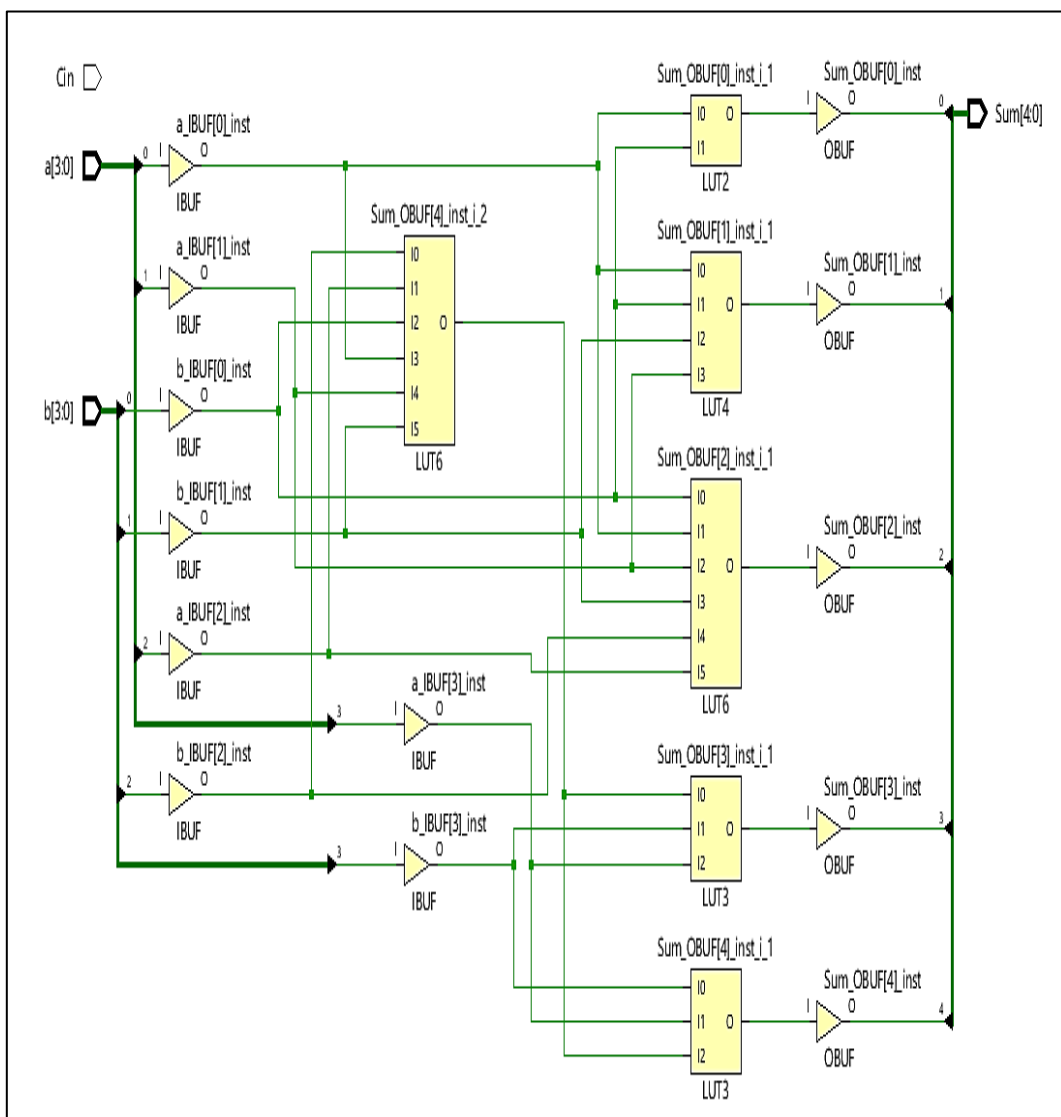 Cin
a[3:0]
0
I
a_IBUF[0]_inst
O
IBUF
1
I
a_IBUF[1]_inst
O
IBUF
b[3:0]
0
I
b_IBUF[0]_inst
O
IBUF
1
I
b_IBUF[1]_inst
O
IBUF
2
I
a_IBUF[2]_inst
O
IBUF
3
I
a_IBUF[3]_inst
O
IBUF
2
I
b_IBUF[2]_inst
O
IBUF
3
I
b_IBUF[3]_inst
O
IBUF
Sum_OBUF[4]_inst_i_2
I0
I1
I2
O
I3
I4
I5
LUT6
Sum_OBUF[0]_inst_i_1
I0
O
I1
LUT2
Sum_OBUF[1]_inst_i_1
I0
I1
O
I2
I3
LUT4
Sum_OBUF[2]_inst_i_1
I0
I1
I2
O
I3
I4
I5
LUT6
Sum_OBUF[3]_inst_i_1
I0
I1
O
I2
LUT3
Sum_OBUF[4]_inst_i_1
I0
I1
O
I2
LUT3
Sum_OBUF[0]_inst
I
O
OBUF
0
Sum[4:0]
Sum_OBUF[1]_inst
I
O
OBUF
1
Sum_OBUF[2]_inst
I
O
OBUF
2
Sum_OBUF[3]_inst
I
O
OBUF
3
Sum_OBUF[4]_inst
I
O
OBUF
4